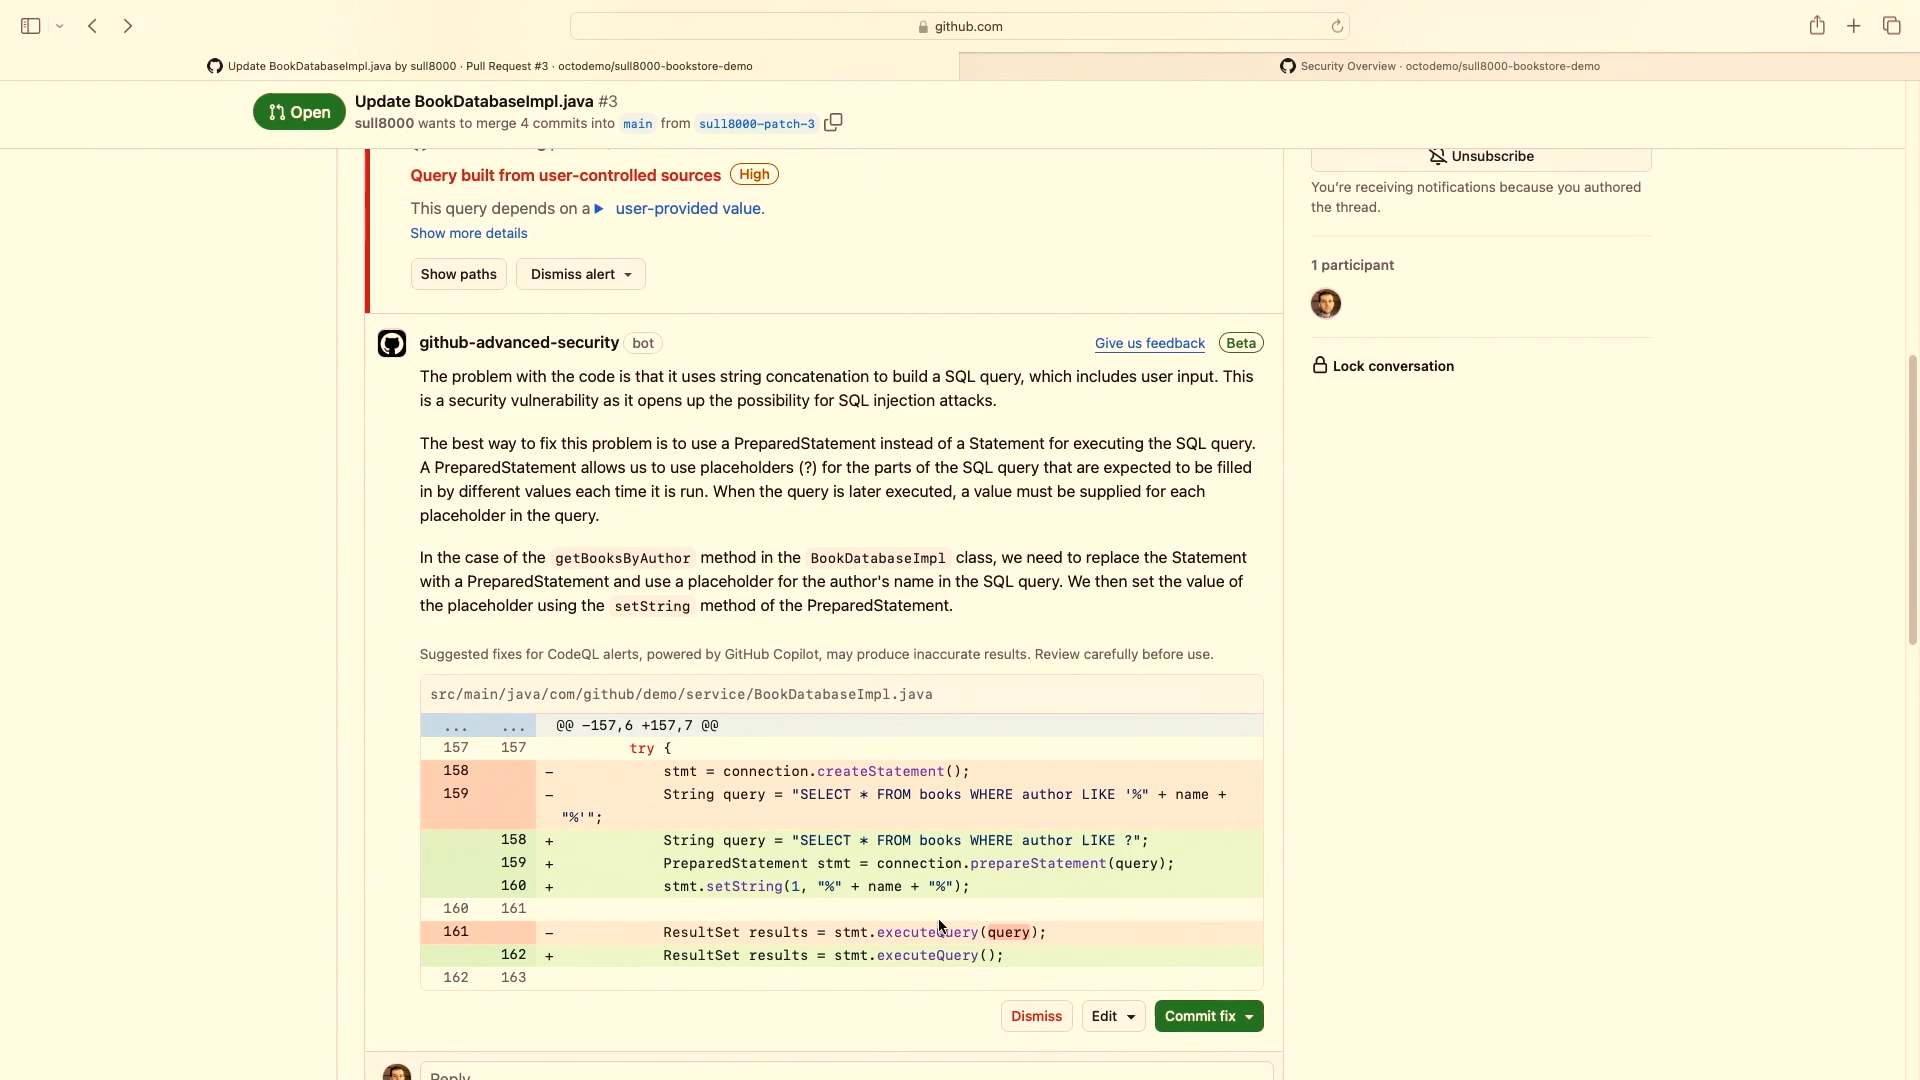 github.com
Update BookDatabaseImpl.java by sull8000 · Pull Request #3 · octodemo/sull8000-bookstore-demo
Security Overview · octodemo/sull8000-bookstore-demo
Open
Update BookDatabaseImpl.java #3
sull8000 wants to merge 4 commits into main from sull8000-patch-3
Query built from user-controlled sources High
This query depends on a user-provided value.
Show more details
Show paths
Dismiss alert
Unsubscribe
You're receiving notifications because you authored
the thread.
1 participant
Lock conversation
github-advanced-security bot
Give us feedback
Beta
The problem with the code is that it uses string concatenation to build a SQL query, which includes user input. This
is a security vulnerability as it opens up the possibility for SQL injection attacks.
The best way to fix this problem is to use a PreparedStatement instead of a Statement for executing the SQL query.
A PreparedStatement allows us to use placeholders (?) for the parts of the SQL query that are expected to be filled
in by different values each time it is run. When the query is later executed, a value must be supplied for each
placeholder in the query.
In the case of the getBooksByAuthor method in the BookDatabaseImpl class, we need to replace the Statement
with a PreparedStatement and use a placeholder for the author's name in the SQL query. We then set the value of
the placeholder using the setString method of the PreparedStatement.
Suggested fixes for CodeQL alerts, powered by GitHub Copilot, may produce inaccurate results. Review carefully before use.
src/main/java/com/github/demo/service/BookDatabaseImpl.java
... ... @@ -157,6 +157,7 @@
157 157 try {
158 - stmt = connection.createStatement();
159 - String query = "SELECT * FROM books WHERE author LIKE '%" + name +
"%'";
158 + String query = "SELECT * FROM books WHERE author LIKE ?";
159 + PreparedStatement stmt = connection.prepareStatement(query);
160 + stmt.setString(1, "%" + name + "%");
160 161
161 - ResultSet results = stmt.executeQuery(query);
162 + ResultSet results = stmt.executeQuery();
162 163
Dismiss
Edit
Commit fix
Reply